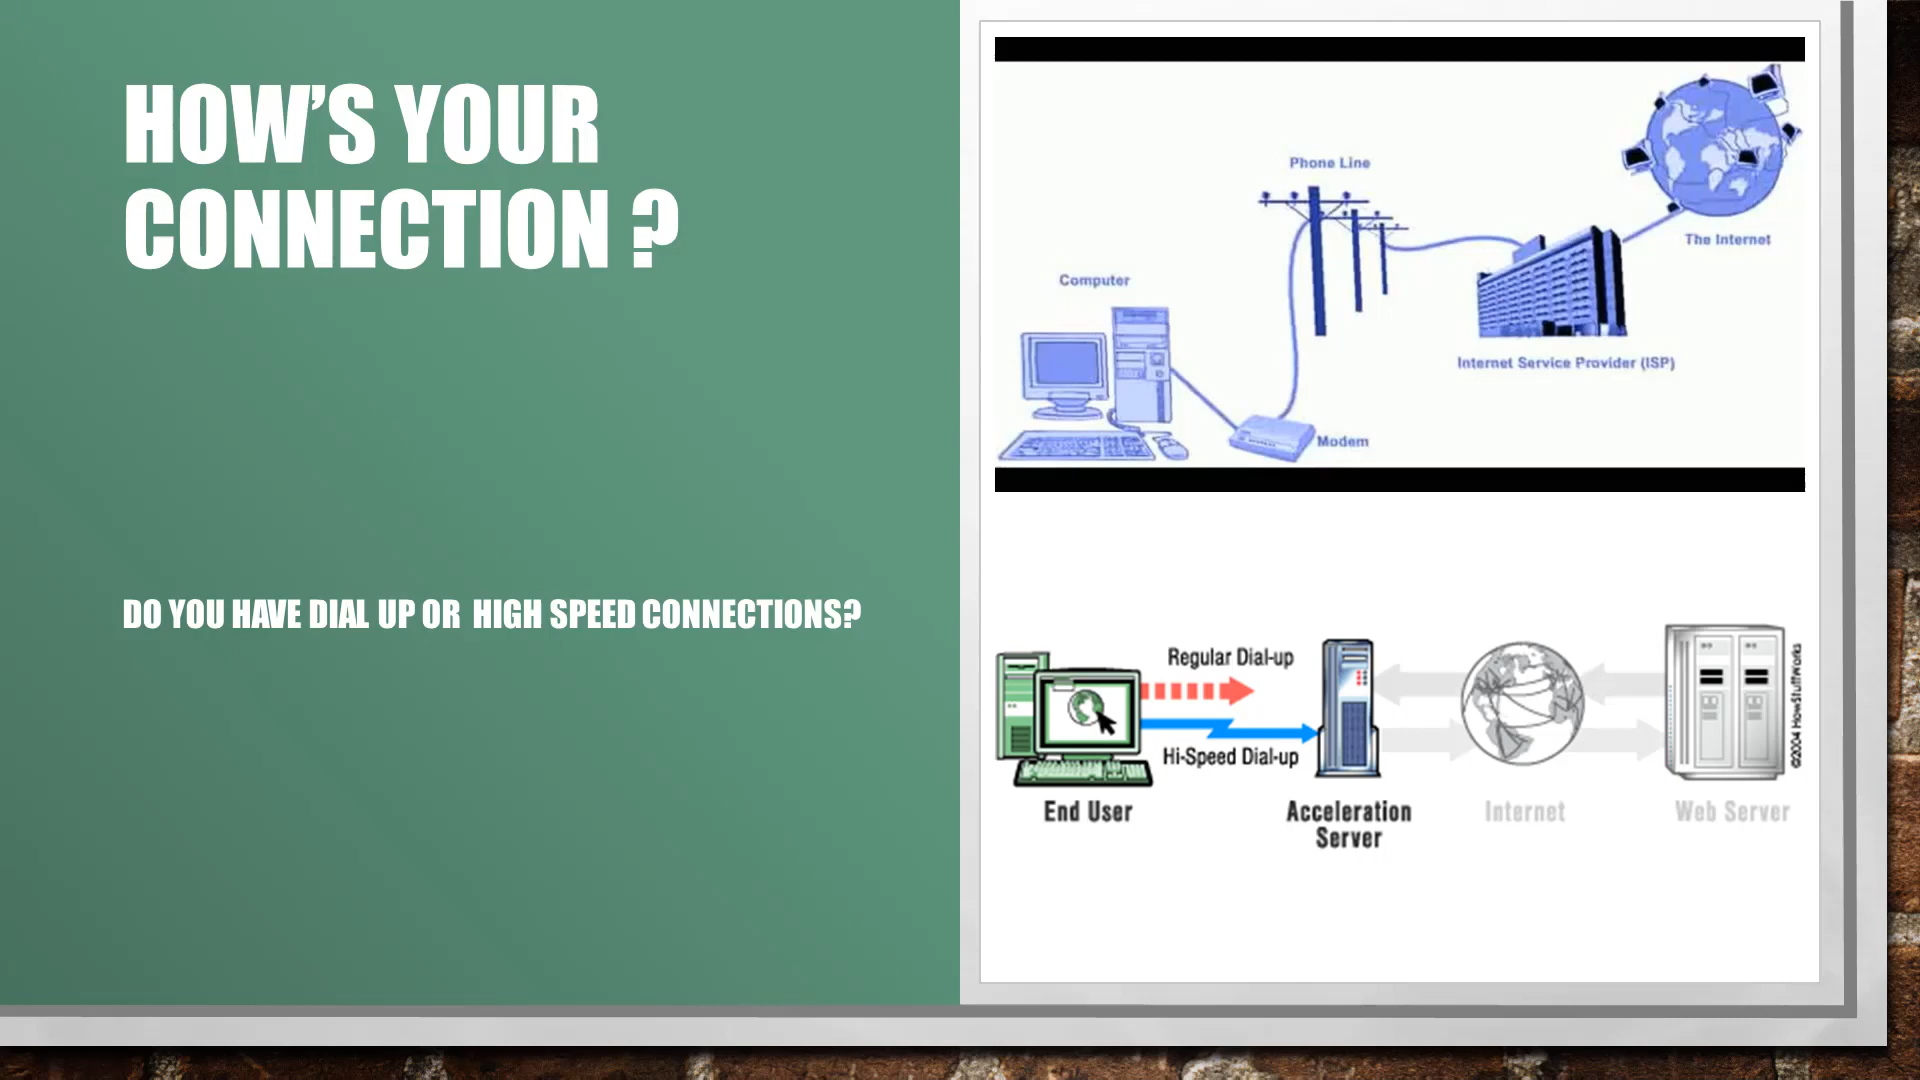 HOW'S YOUR
CONNECTION ?
DO YOU HAVE DIAL UP OR HIGH SPEED CONNECTIONS?
Phone Line
The Internet
Computer
Internet Service Provider (ISP)
Modem
Regular Dial-up
Hi-Speed Dial-up
End User
Acceleration
Server
Internet
Web Server
©2004 HowStuffWorks